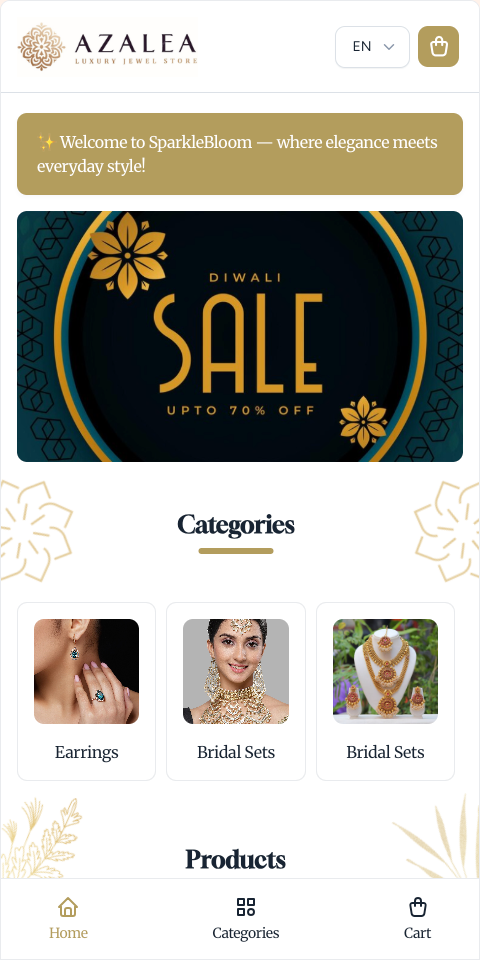 AZALEA
LUXURY JEWEL STORE
EN
✨ Welcome to SparkleBloom — where elegance meets
everyday style!
DIWALI
SALE
UPTO 70% OFF
Categories
Earrings
Bridal Sets
Bridal Sets
Products
Home
Categories
Cart